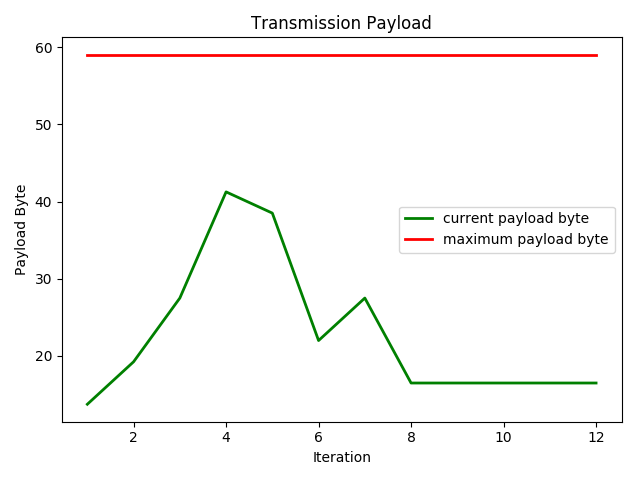 Transmission Payload
60
50
40
30
20
Payload Byte
current payload byte
maximum payload byte
2 4 6 8 10 12
Iteration